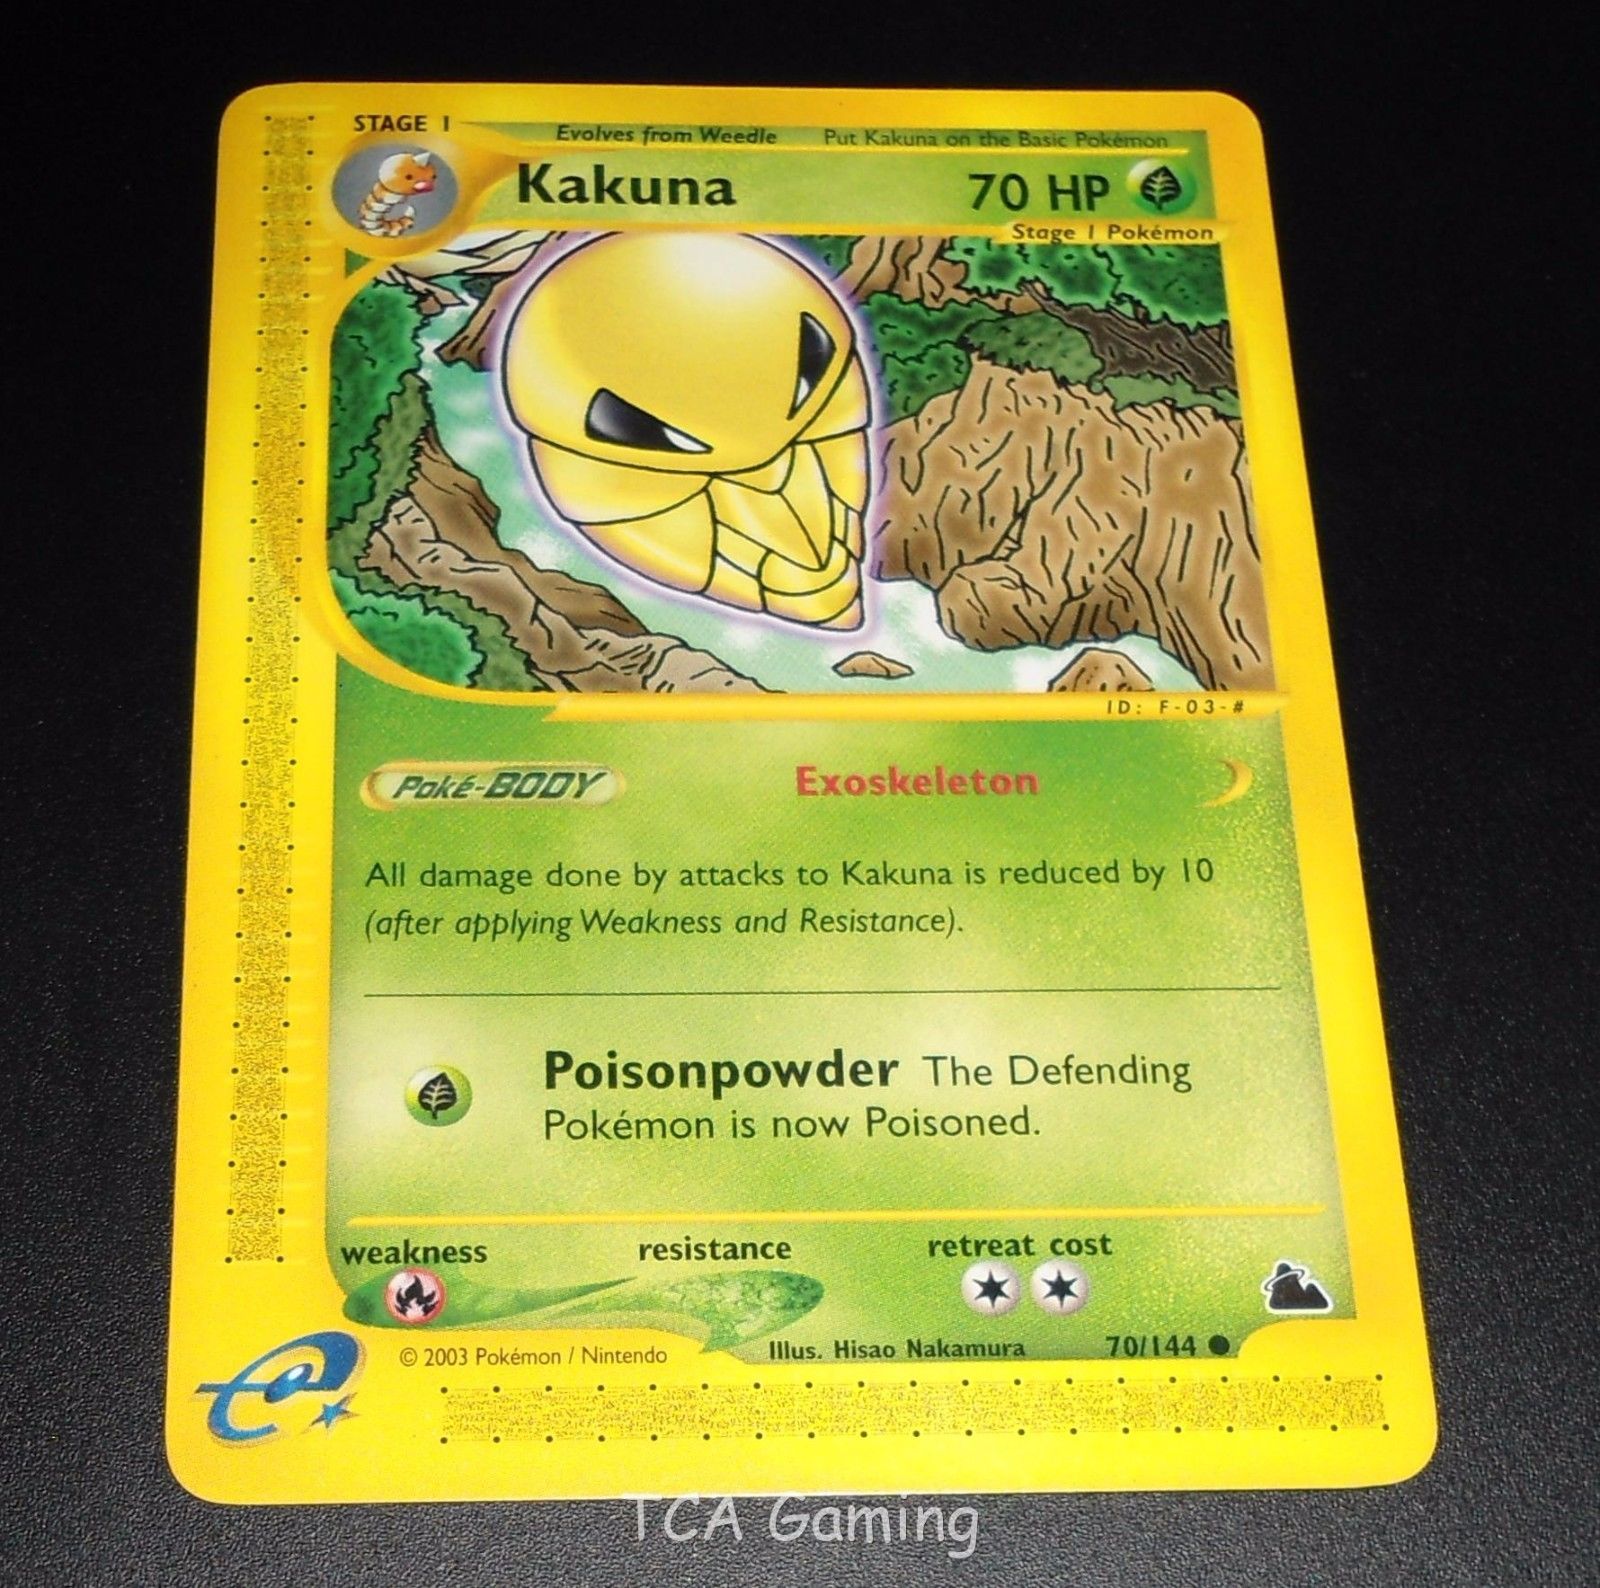 STAGE 1
Evolves from Weedle
Put Kakuna on the Basic Pokémon
Kakuna
70 HP
Stage 1 Pokémon
ID: F-03-#
Poké-BODY
Exoskeleton
All damage done by attacks to Kakuna is reduced by 10
(after applying Weakness and Resistance).
Poisonpowder The Defending
Pokémon is now Poisoned.
weakness
resistance
retreat cost
© 2003 Pokémon / Nintendo
Illus. Hisao Nakamura
70/144
e
TCA Gaming